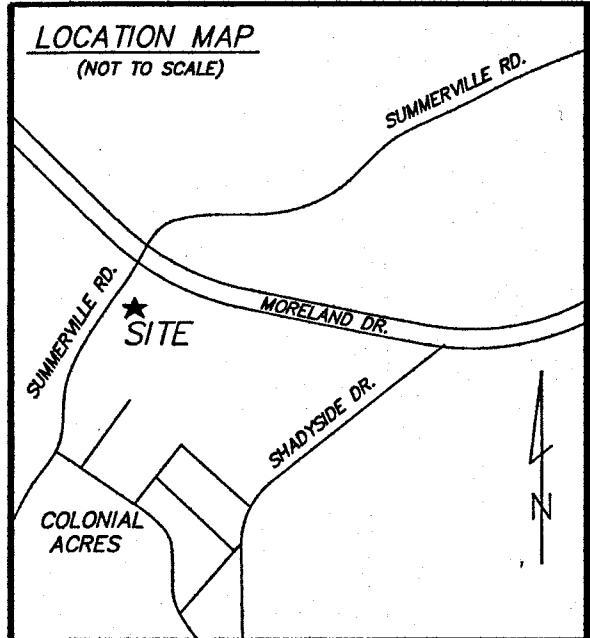 LOCATION MAP
(NOT TO SCALE)
SUMMERVILLE RD.
SUMMERVILLE RD.
MORELAND DR.
SITE
SHADYSIDE DR.
N
COLONIAL
ACRES